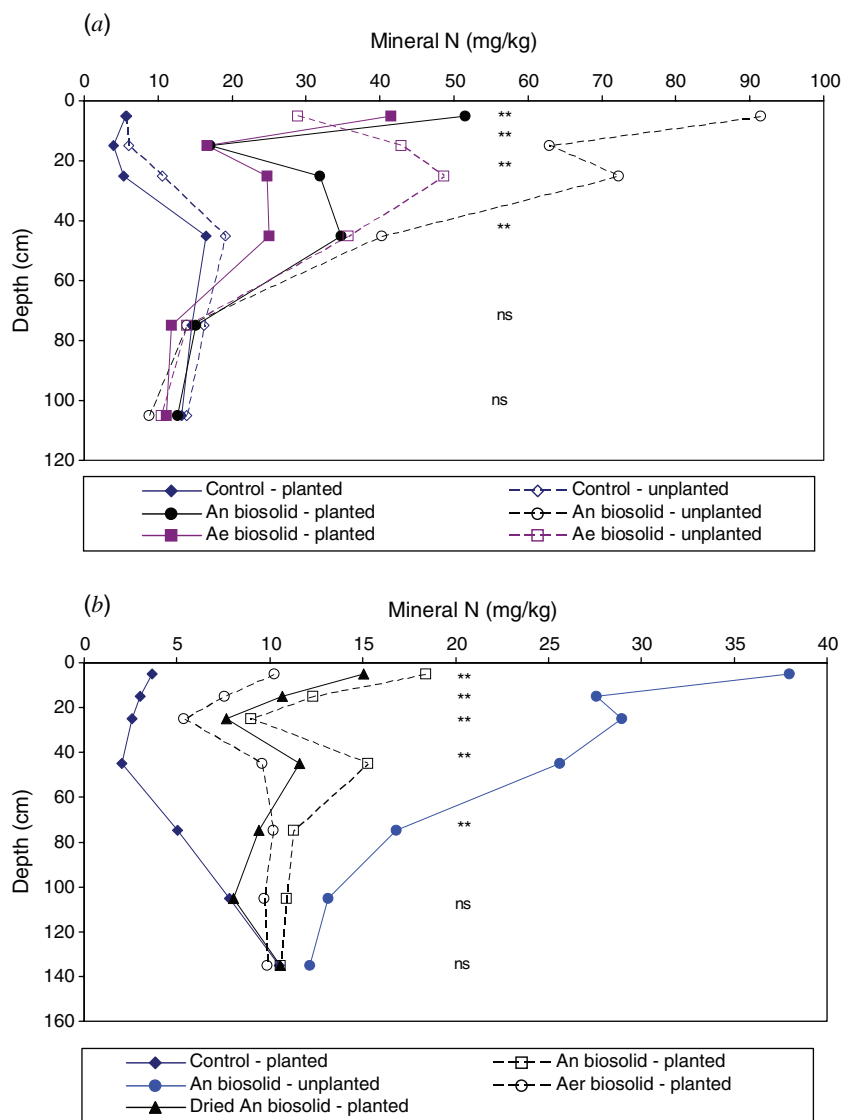 (a)
Mineral N (mg/kg)
0 10 20 30 40 50 60 70 80 90 100
0
**
**
20
**
40
**
Depth (cm)
60
ns
80
100
ns
120
Control - planted Control - unplanted
An biosolid - planted An biosolid - unplanted
Ae biosolid - planted Ae biosolid - unplanted
(b)
Mineral N (mg/kg)
0 5 10 15 20 25 30 35 40
0
**
**
20
**
40
**
60
**
Depth (cm)
80
100
ns
120
ns
140
160
Control - planted An biosolid - planted
An biosolid - unplanted Aer biosolid - planted
Dried An biosolid - planted